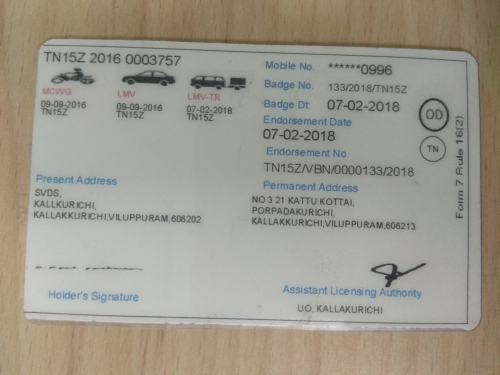 TN15Z 2016 0003757
MCWG
09-09-2016
TN15Z
LMV
09-09-2016
TN15Z
LMV-TR
07-02-2018
TN15Z
Mobile No. ******0996
Badge No. 133/2018/TN15Z
Badge Dt: 07-02-2018
Endorsement Date
07-02-2018
Endorsement No.
TN15Z/VBN/0000133/2018
OD
TN
Form 7 Rule 16(2)
Present Address
SVDS,
KALLKURICHI,
KALLAKKURICHI,VILUPPURAM,606202
Permanent Address
NO 3 21 KATTU KOTTAI,
PORPADAKURICHI,
KALLAKKURICHI,VILUPPURAM,606213
Holder's Signature
Assistant Licensing Authority
UO, KALLAKURICHI